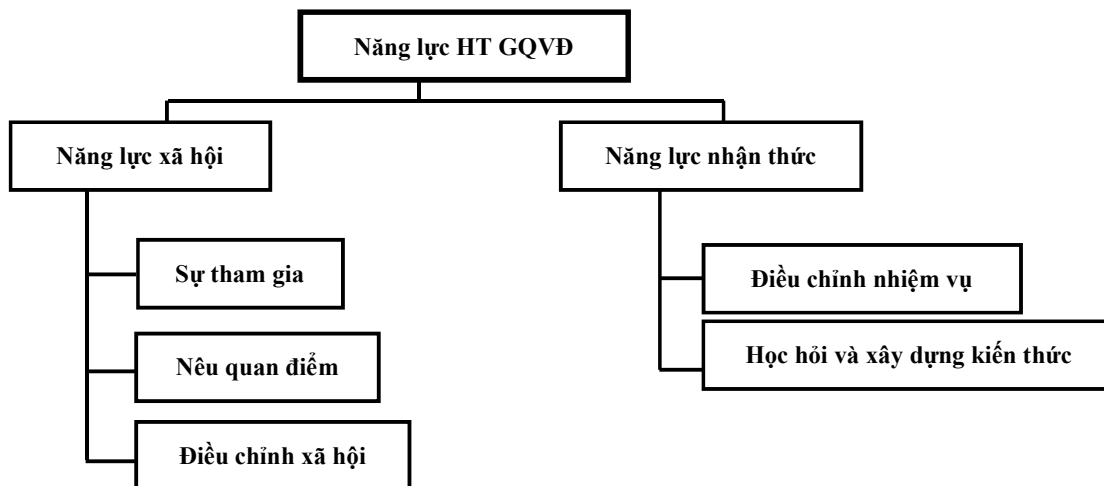 Năng lực HT GQVĐ
Năng lực xã hội
Năng lực nhận thức
Sự tham gia
Nêu quan điểm
Điều chỉnh xã hội
Điều chỉnh nhiệm vụ
Học hỏi và xây dựng kiến thức